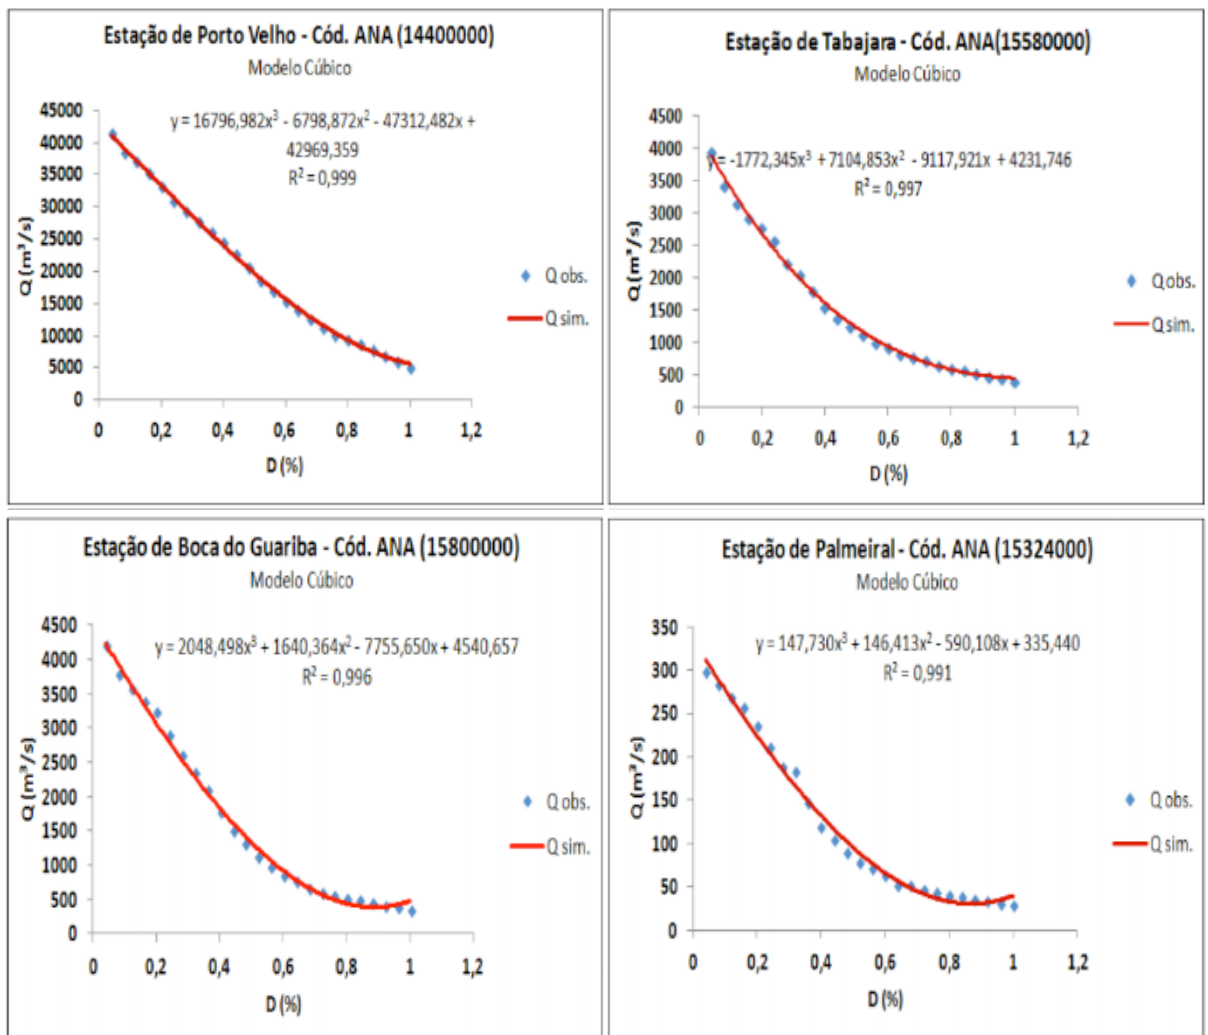 Estação de Porto Velho - Cód. ANA (14400000)
Modelo Cúbico
y = 16796,982x³ - 6798,872x² - 47312,482x +
42969,359
R² = 0,999
45000
40000
35000
30000
25000
20000
15000
10000
5000
0
Q (m³/s)
0 0,2 0,4 0,6 0,8 1 1,2
D (%)
Q obs.
Q sim.
Estação de Tabajara - Cód. ANA(15580000)
Modelo Cúbico
y = -1772,345x³ + 7104,853x² - 9117,921x + 4231,746
R² = 0,997
4500
4000
3500
3000
2500
2000
1500
1000
500
0
Q (m³/s)
0 0,2 0,4 0,6 0,8 1 1,2
D (%)
Q obs.
Q sim.
Estação de Boca do Guariba - Cód. ANA (15800000)
Modelo Cúbico
y = 2048,498x³ + 1640,364x² - 7755,650x + 4540,657
R² = 0,996
4500
4000
3500
3000
2500
2000
1500
1000
500
0
Q (m³/s)
0 0,2 0,4 0,6 0,8 1 1,2
D (%)
Q obs.
Q sim.
Estação de Palmeiral - Cód. ANA (15324000)
Modelo Cúbico
y = 147,730x³ + 146,413x² - 590,108x + 335,440
R² = 0,991
350
300
250
200
150
100
50
0
Q (m³/s)
0 0,2 0,4 0,6 0,8 1 1,2
D (%)
Q obs.
Q sim.